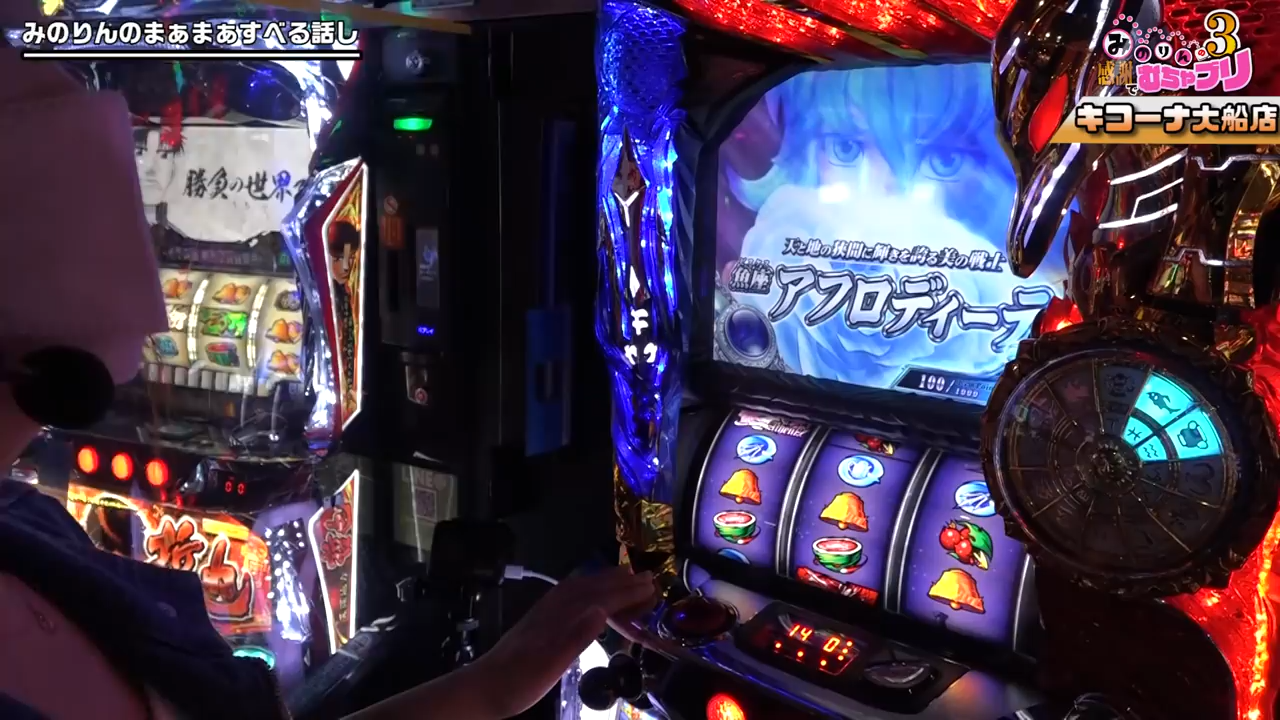 みのりんのまぁまぁすべる話し
みのりんの3
感謝でむちゃブリ
キコーナ大船店
勝負の世界
天と地の狭間に輝きを誇る美の戦士
魚座
アフロディーテ
100/
1000
14 0
LINE